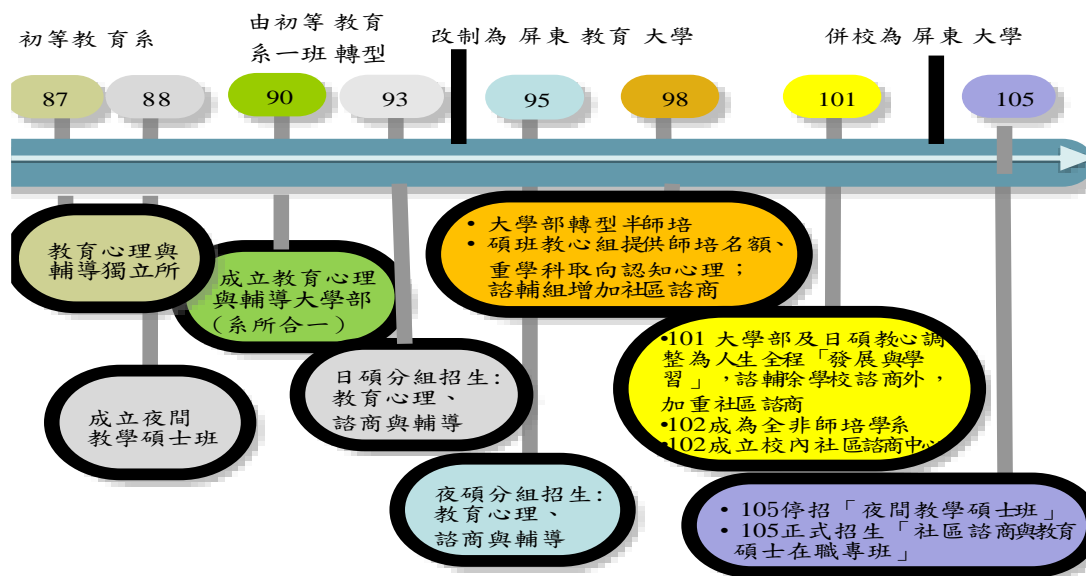 初等教育系
由初等教育
系一班轉型
改制為屏東教育大學
併校為屏東大學
87
88
90
93
95
98
101
105
教育心理與
輔導獨立所
成立夜間
教學碩士班
成立教育心理
與輔導大學部
(系所合一)
日碩分組招生:
教育心理、
諮商與輔導
夜碩分組招生:
教育心理、
諮商與輔導
• 大學部轉型半師培
• 碩班教心組提供師培名額、
重學科取向認知心理；
諮輔組增加社區諮商
•101 大學部及日碩教心調
整為人生全程「發展與學
習」，諮輔除學校諮商外，
加重社區諮商
•102成為全非師培學系
•102成立校內社區諮商中心
• 105停招「夜間教學碩士班」
• 105正式招生「社區諮商與教育
碩士在職專班」